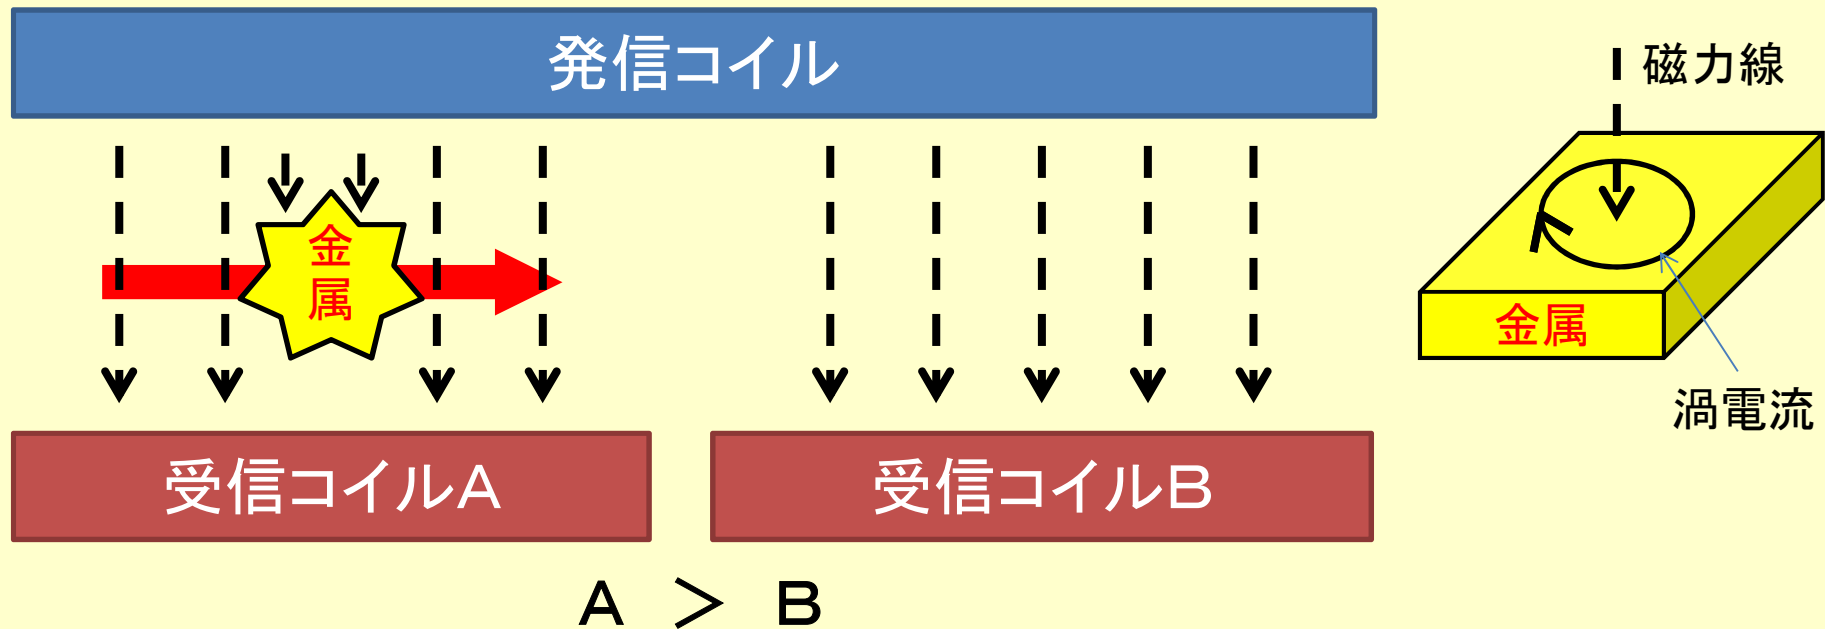 発信コイル
磁力線
金属
金属
渦電流
受信コイルA
受信コイルB
A > B